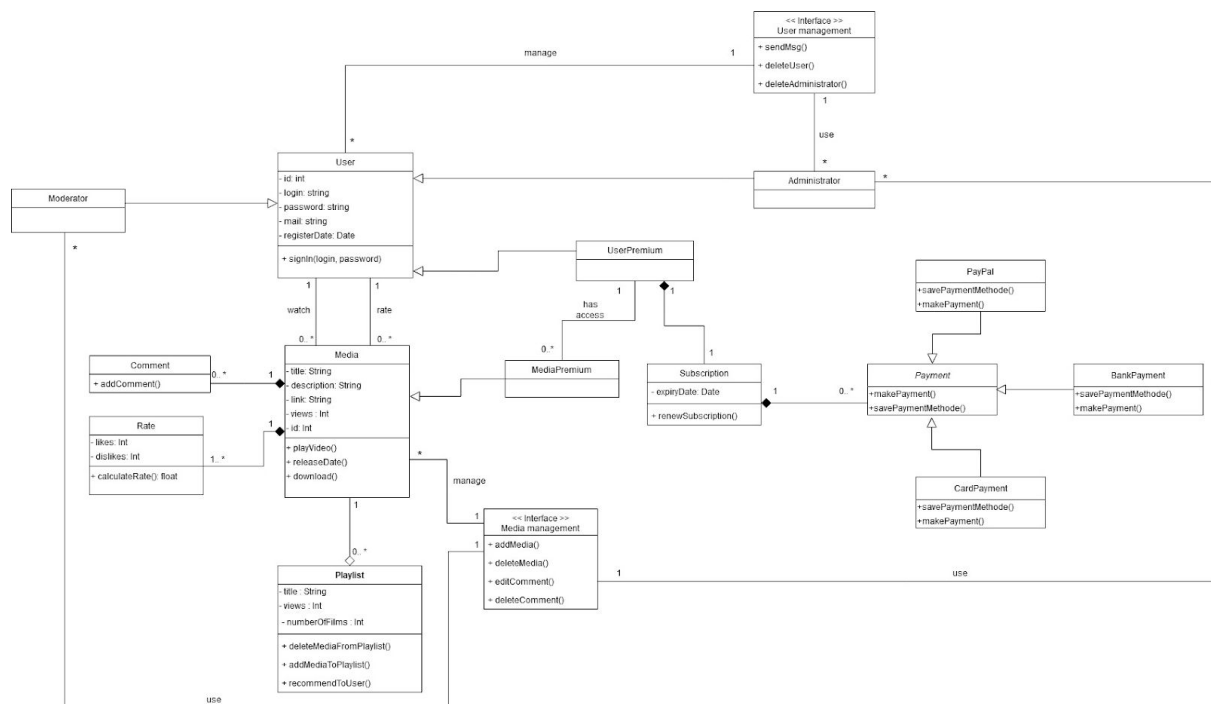 << Interface >>
User management
+ sendMsg()
+ deleteUser()
+ deleteAdministrator()
manage
1
1
use
*
*
User
- id: int
- login: string
- password: string
- mail: string
- registerDate: Date
+ signIn(login, password)
Administrator
*
Moderator
*
UserPremium
1
1
has
access
0..*
1
1
1
watch
rate
0..*
0..*
PayPal
+savePaymentMethode()
+makePayment()
Comment
+ addComment()
0..*
1
Media
- title: String
- description: String
- link: String
- views : Int
- id: Int
+ playVideo()
+ releaseDate()
+ download()
MediaPremium
Subscription
- expiryDate: Date
+ renewSubscription()
1
0..*
Payment
+makePayment()
+savePaymentMethode()
BankPayment
+savePaymentMethode()
+makePayment()
Rate
- likes: Int
- dislikes: Int
+ calculateRate(): float
1
1..*
*
manage
1
CardPayment
+savePaymentMethode()
+makePayment()
<< Interface >>
Media management
+ addMedia()
+ deleteMedia()
+ editComment()
+ deleteComment()
1
1
use
1
0..*
Playlist
- title : String
- views : Int
- numberOfFilms : Int
+ deleteMediaFromPlaylist()
+ addMediaToPlaylist()
+ recommendToUser()
use